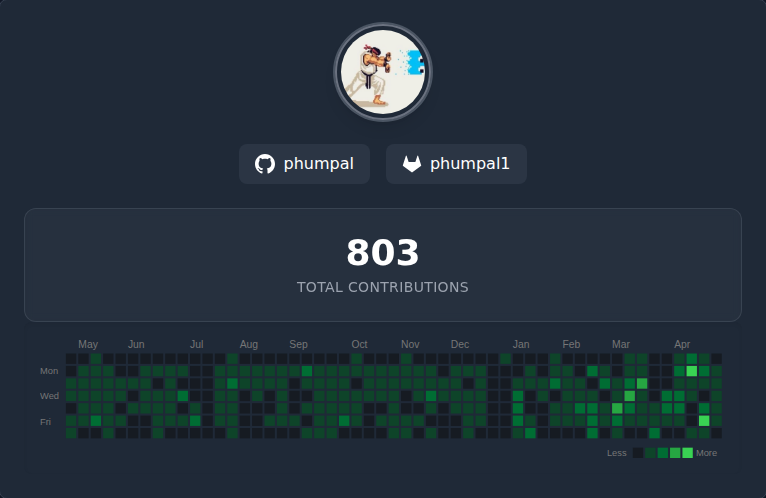 phumpal phumpal1
803
TOTAL CONTRIBUTIONS
May Jun Jul Aug Sep Oct Nov Dec Jan Feb Mar Apr
Mon
Wed
Fri
Less More